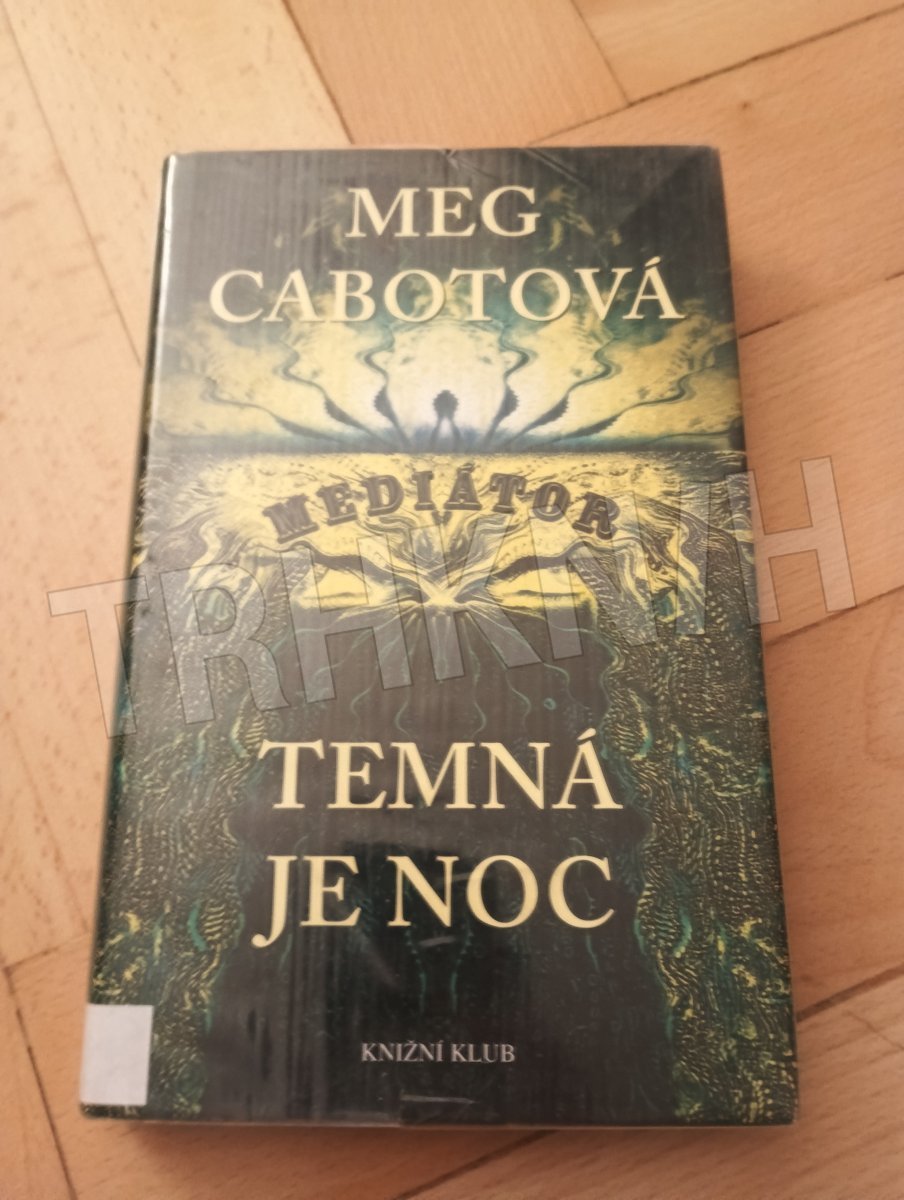 MEG
CABOTOVÁ
MEDIÁTOR
TRHKNIH
TEMNÁ
JE NOC
KNIŽNÍ KLUB